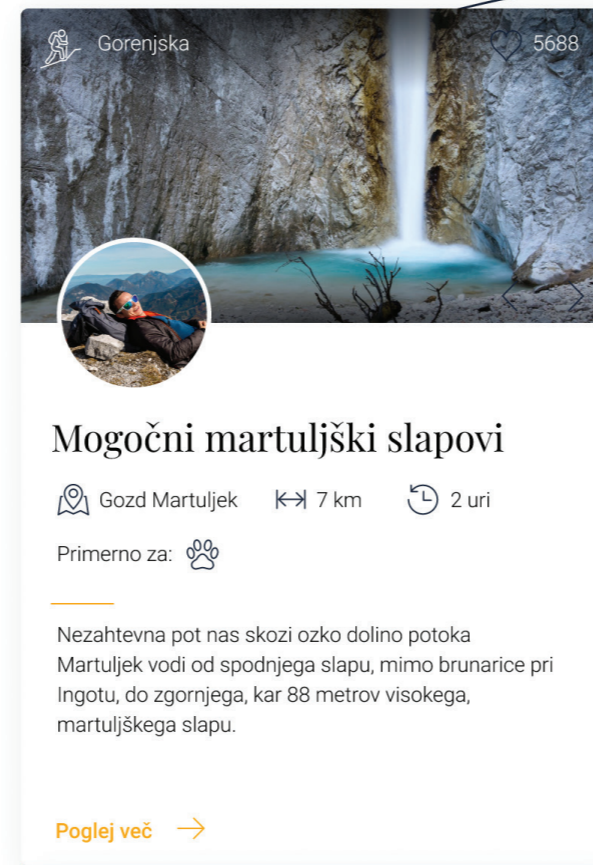 Gorenjska
5688
Mogočni martuljški slapovi
Gozd Martuljek 7 km 2 uri
Primerno za:
Nezahtevna pot nas skozi ozko dolino potoka
Martuljek vodi od spodnjega slapu, mimo brunarice pri
Ingotu, do zgornjega, kar 88 metrov visokega,
martuljškega slapu.
Poglej več